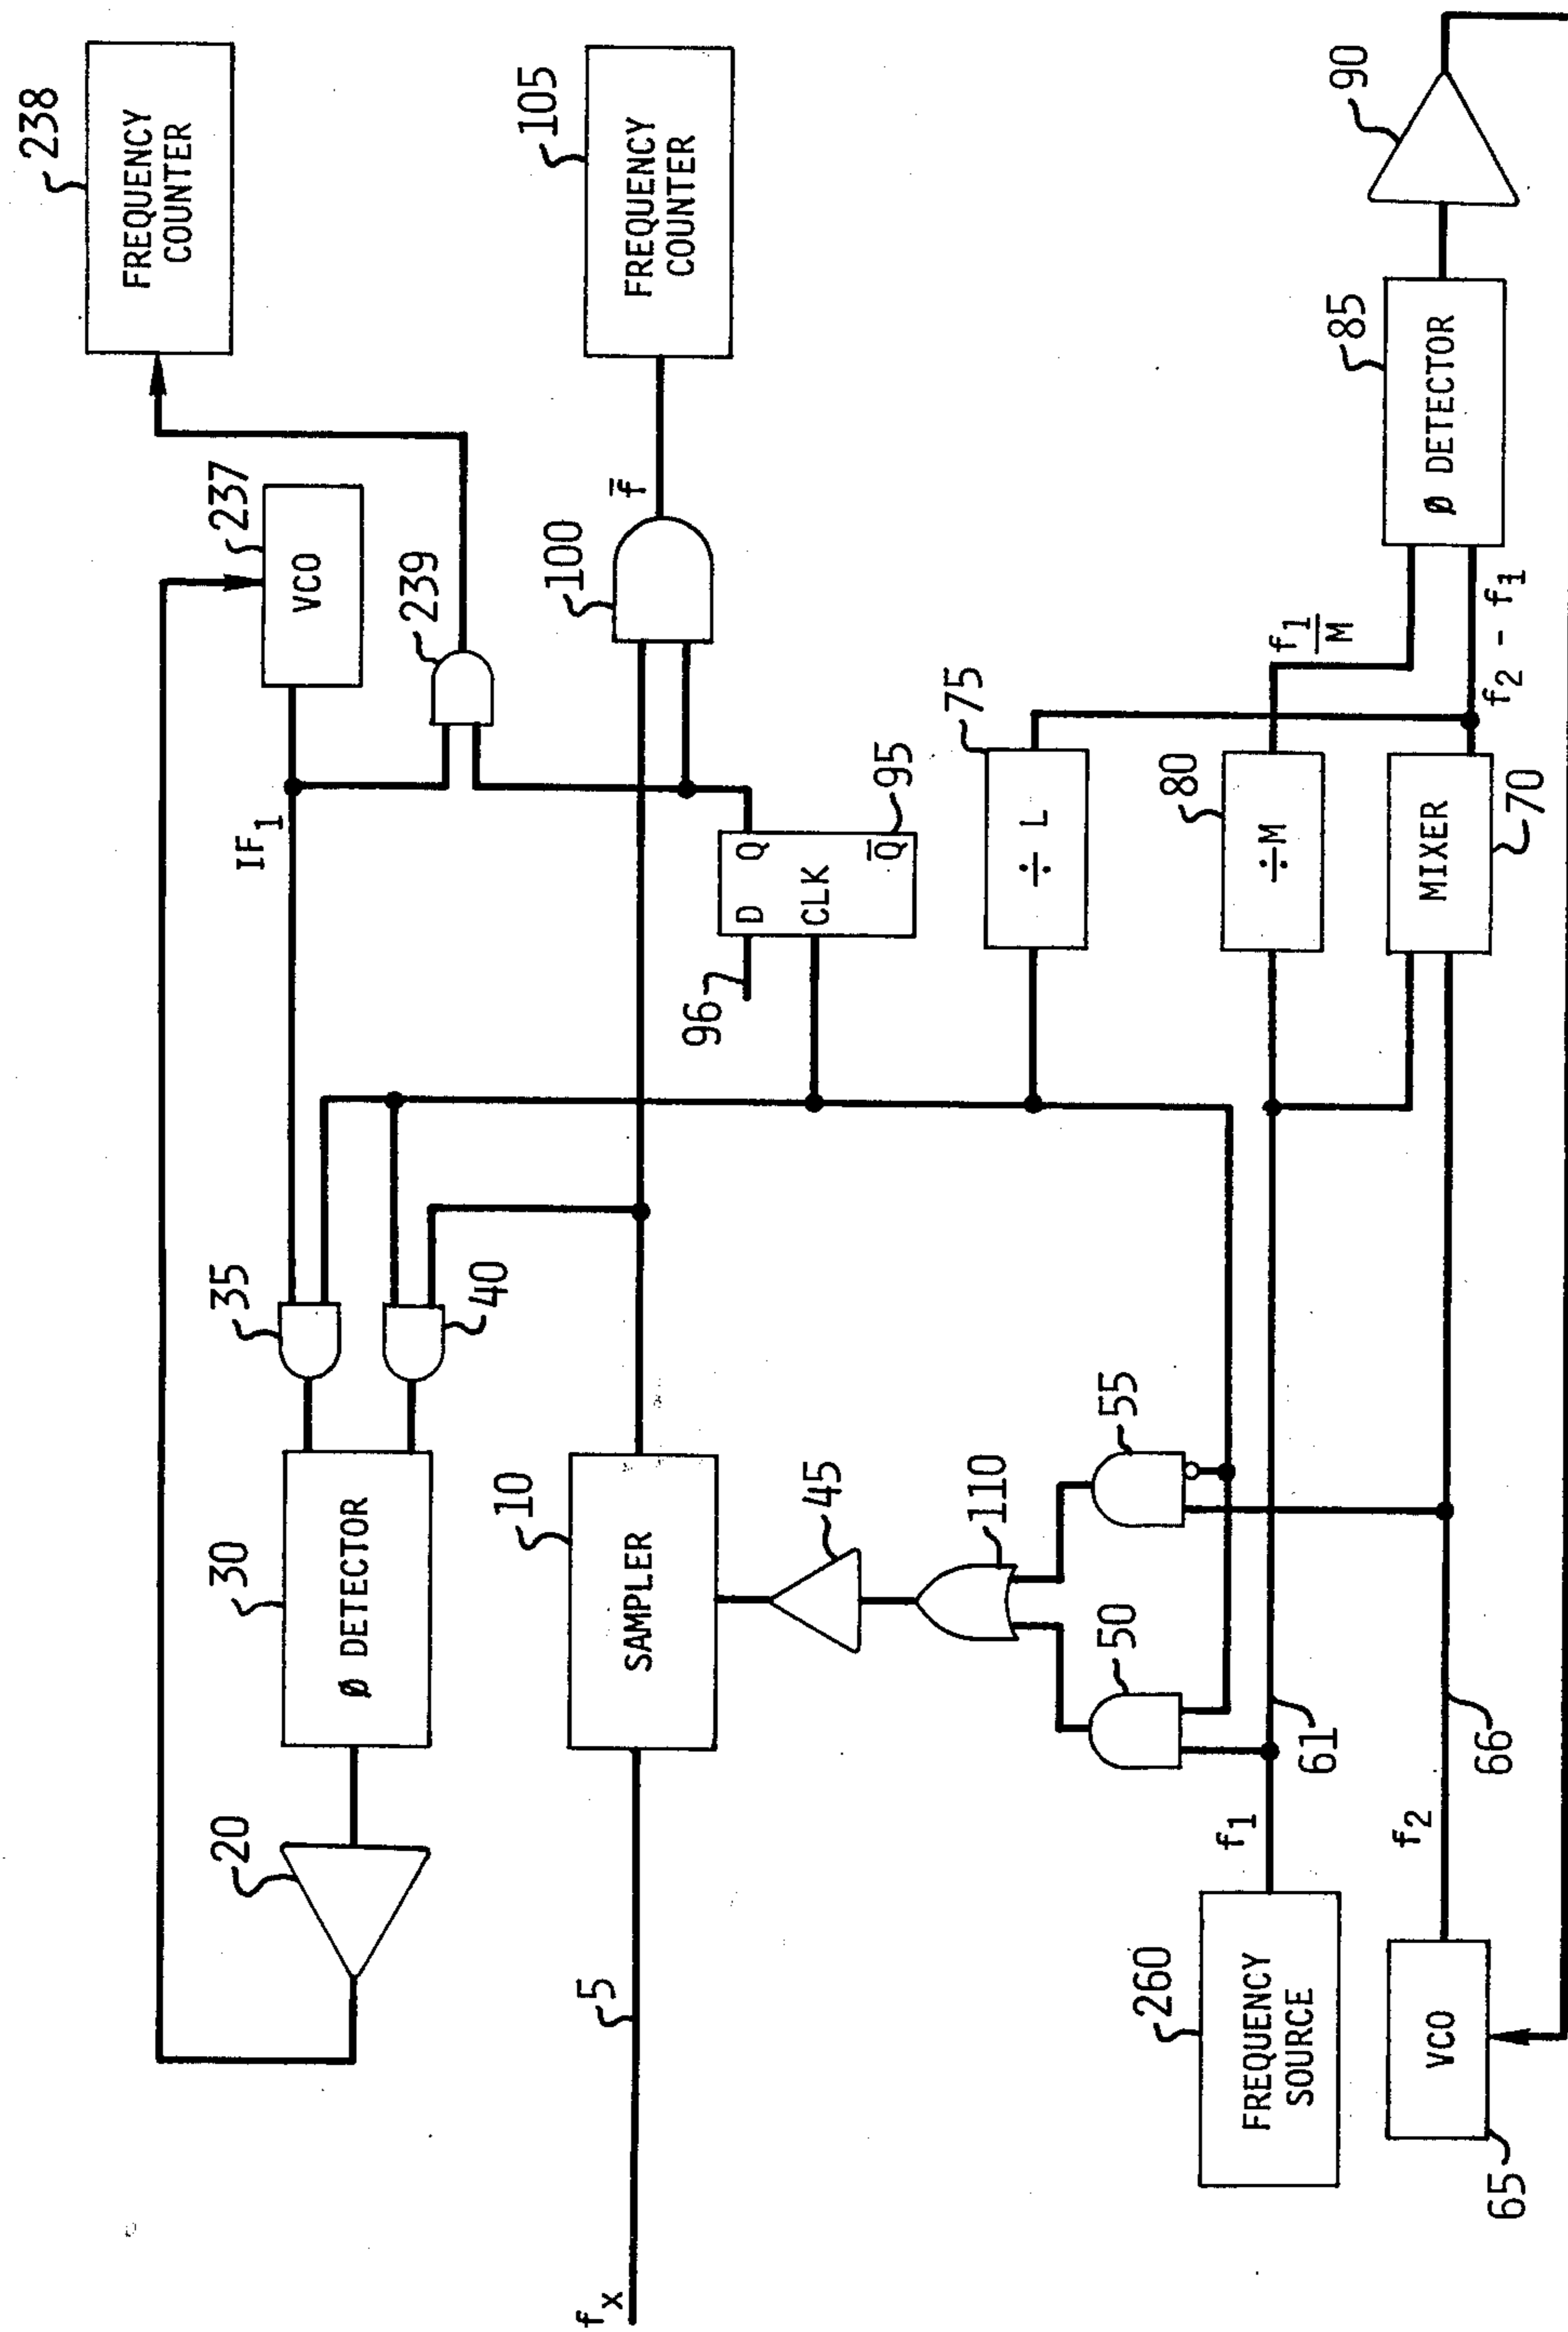 238
FREQUENCY
COUNTER
105
FREQUENCY
COUNTER
237
VCO
239
100
f̅
IF1
35
40
30
Ø DETECTOR
20
10
SAMPLER
5
fx
45
110
55
50
96
D Q
CLK
Q̅
95
75
÷ L
80
÷M
MIXER
70
f1
M
f2 - f1
85
Ø DETECTOR
90
260
FREQUENCY
SOURCE
f1
61
f2
66
VCO
65